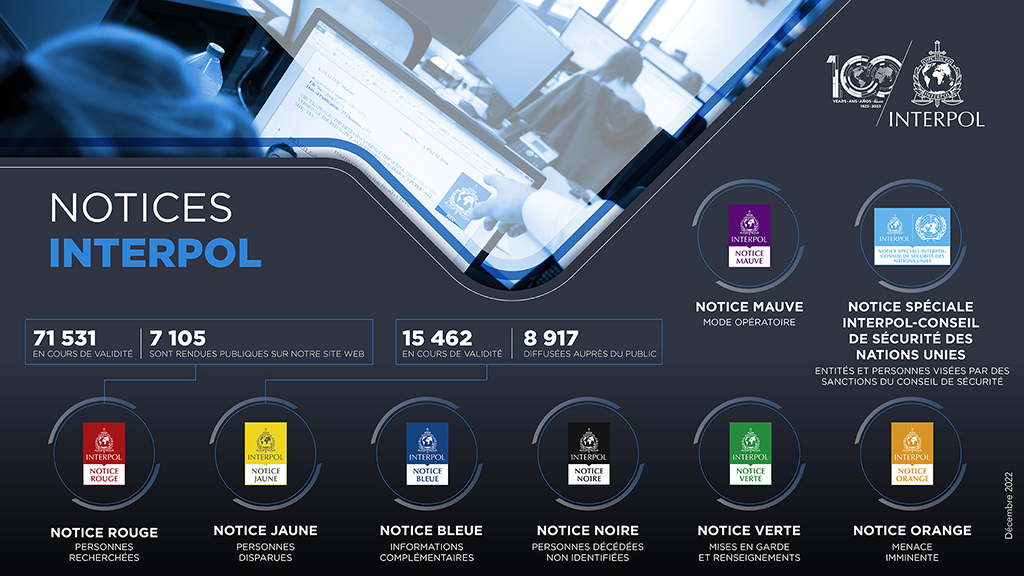 100
YEARS • ANS • AÑOS • سنة
1923 • 2023
INTERPOL
NOTICES
INTERPOL
71 531
EN COURS DE VALIDITÉ
7 105
SONT RENDUES PUBLIQUES SUR NOTRE SITE WEB
15 462
EN COURS DE VALIDITÉ
8 917
DIFFUSÉES AUPRÈS DU PUBLIC
INTERPOL
NOTICE
MAUVE
NOTICE MAUVE
MODE OPÉRATOIRE
INTERPOL
NOTICE SPÉCIALE INTERPOL-
CONSEIL DE SÉCURITÉ DES
NATIONS UNIES
NOTICE SPÉCIALE
INTERPOL-CONSEIL
DE SÉCURITÉ DES
NATIONS UNIES
ENTITÉS ET PERSONNES VISÉES PAR DES
SANCTIONS DU CONSEIL DE SÉCURITÉ
INTERPOL
NOTICE
ROUGE
NOTICE ROUGE
PERSONNES
RECHERCHÉES
INTERPOL
NOTICE
JAUNE
NOTICE JAUNE
PERSONNES
DISPARUES
INTERPOL
NOTICE
BLEUE
NOTICE BLEUE
INFORMATIONS
COMPLÉMENTAIRES
INTERPOL
NOTICE
NOIRE
NOTICE NOIRE
PERSONNES DÉCÉDÉES
NON IDENTIFIÉES
INTERPOL
NOTICE
VERTE
NOTICE VERTE
MISES EN GARDE
ET RENSEIGNEMENTS
INTERPOL
NOTICE
ORANGE
NOTICE ORANGE
MENACE
IMMINENTE
Décembre 2022